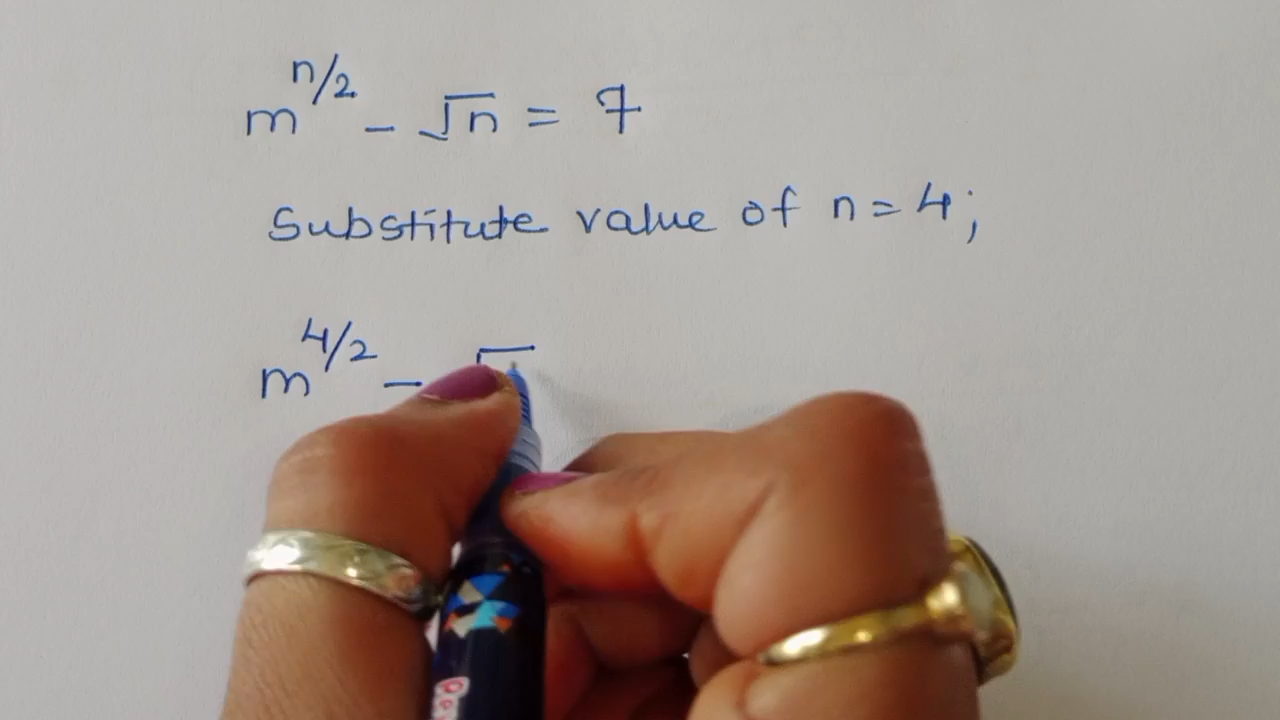 m^{n/2} - √n = 7
Substitute value of n = 4;
m^{4/2} - √